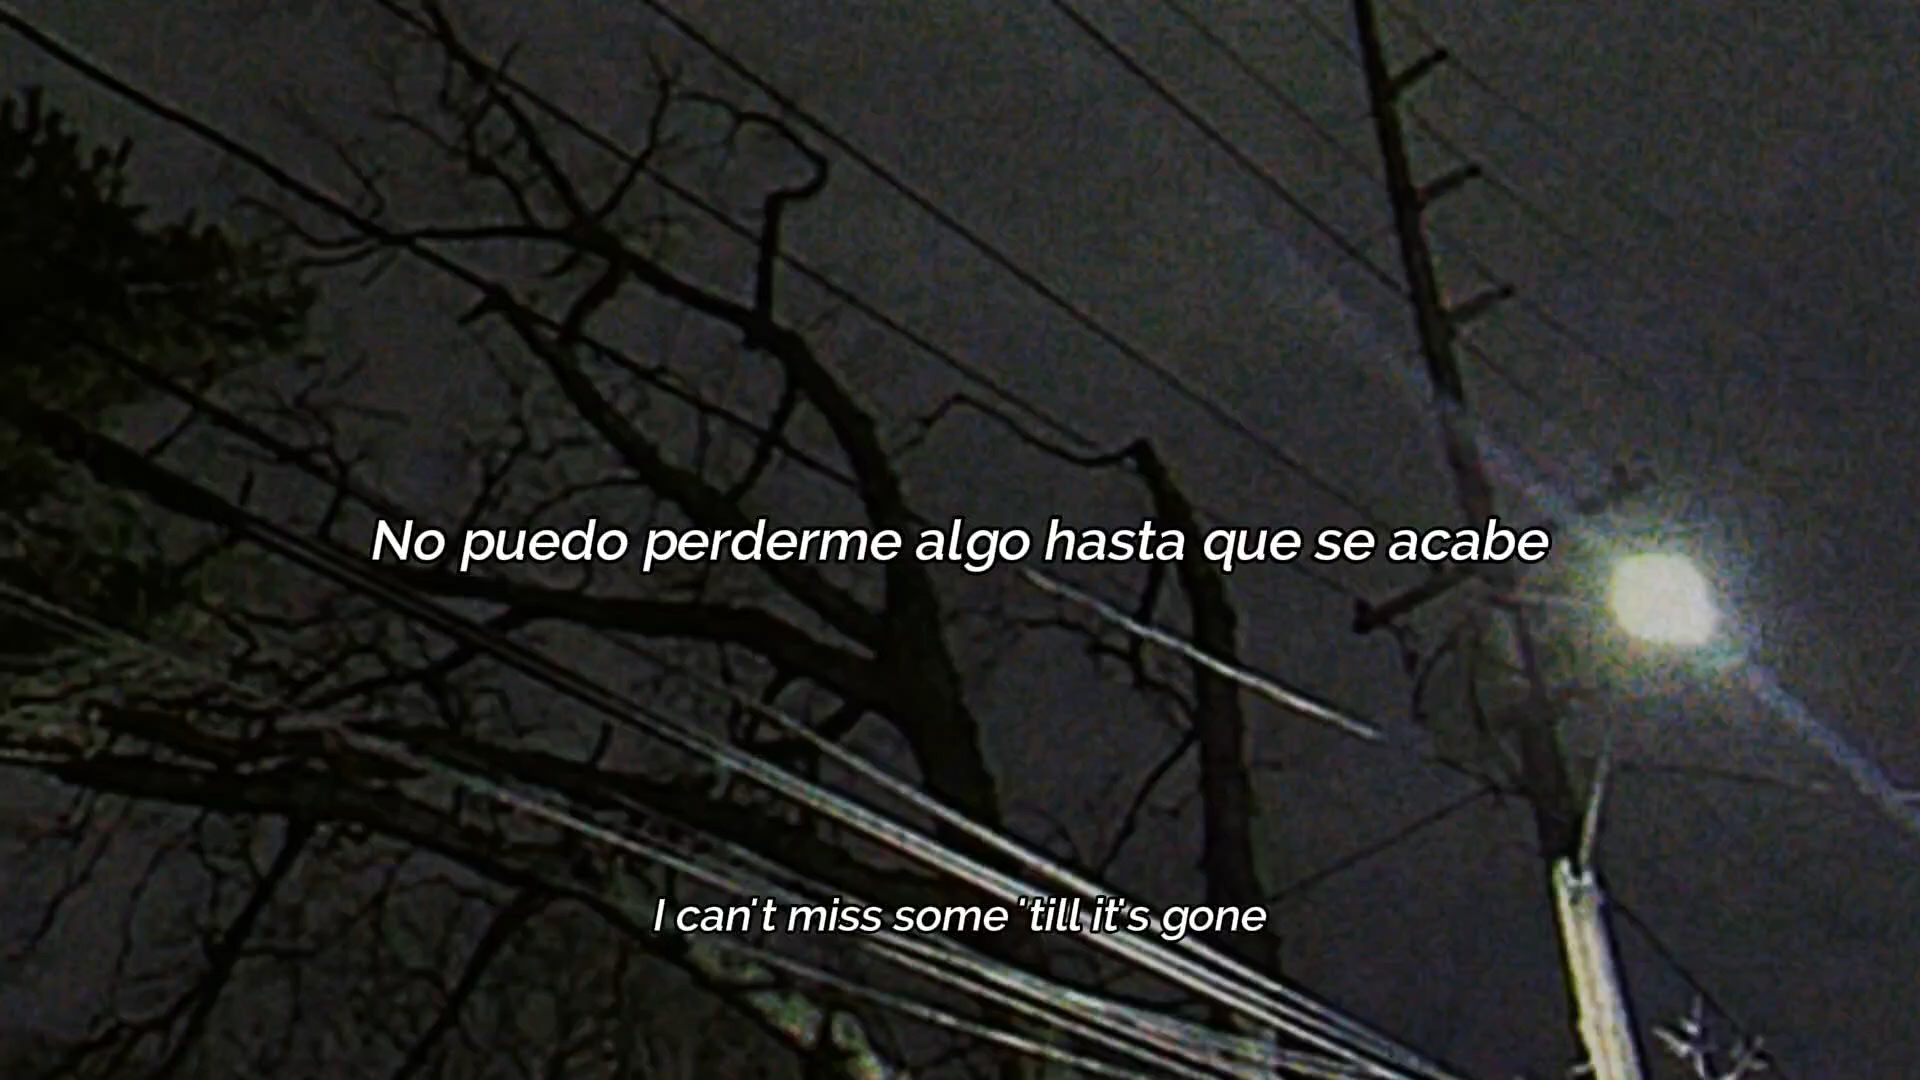 No puedo perderme algo hasta que se acabe
I can't miss some 'till it's gone